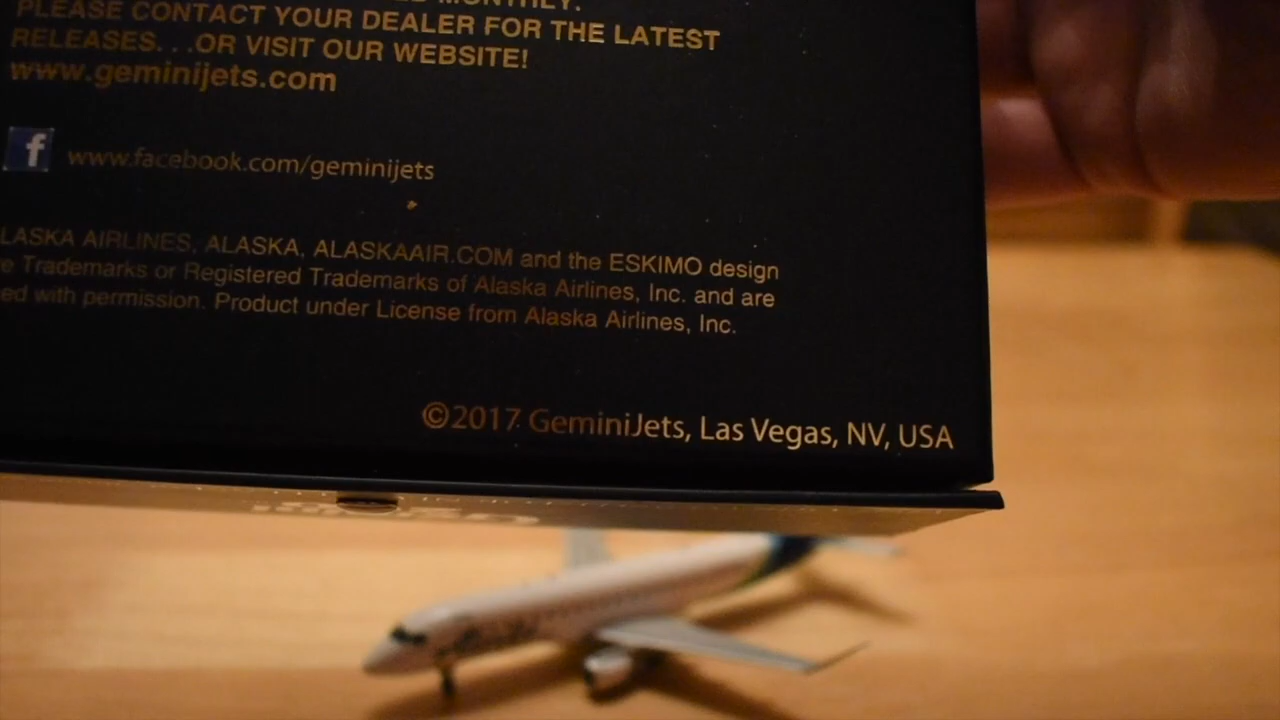 MONTHLY.
PLEASE CONTACT YOUR DEALER FOR THE LATEST
RELEASES. . .OR VISIT OUR WEBSITE!
www.geminijets.com
f www.facebook.com/geminijets
LASKA AIRLINES, ALASKA, ALASKAAIR.COM and the ESKIMO design
e Trademarks or Registered Trademarks of Alaska Airlines, Inc. and are
ed with permission. Product under License from Alaska Airlines, Inc.
©2017 GeminiJets, Las Vegas, NV, USA